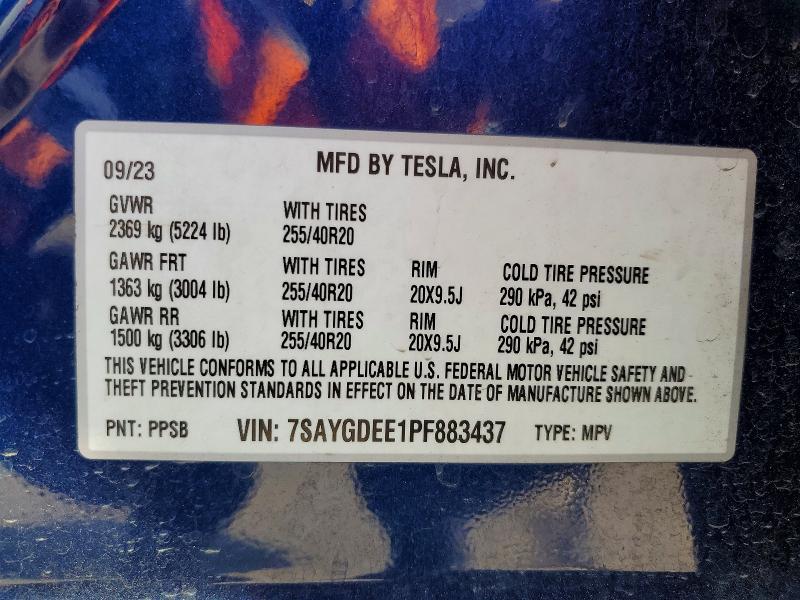 09/23 MFD BY TESLA, INC.
GVWR WITH TIRES
2369 kg (5224 lb) 255/40R20
GAWR FRT WITH TIRES RIM COLD TIRE PRESSURE
1363 kg (3004 lb) 255/40R20 20X9.5J 290 kPa, 42 psi
GAWR RR WITH TIRES RIM COLD TIRE PRESSURE
1500 kg (3306 lb) 255/40R20 20X9.5J 290 kPa, 42 psi
THIS VEHICLE CONFORMS TO ALL APPLICABLE U.S. FEDERAL MOTOR VEHICLE SAFETY AND
THEFT PREVENTION STANDARDS IN EFFECT ON THE DATE OF MANUFACTURE SHOWN ABOVE.
PNT: PPSB VIN: 7SAYGDEE1PF883437 TYPE: MPV